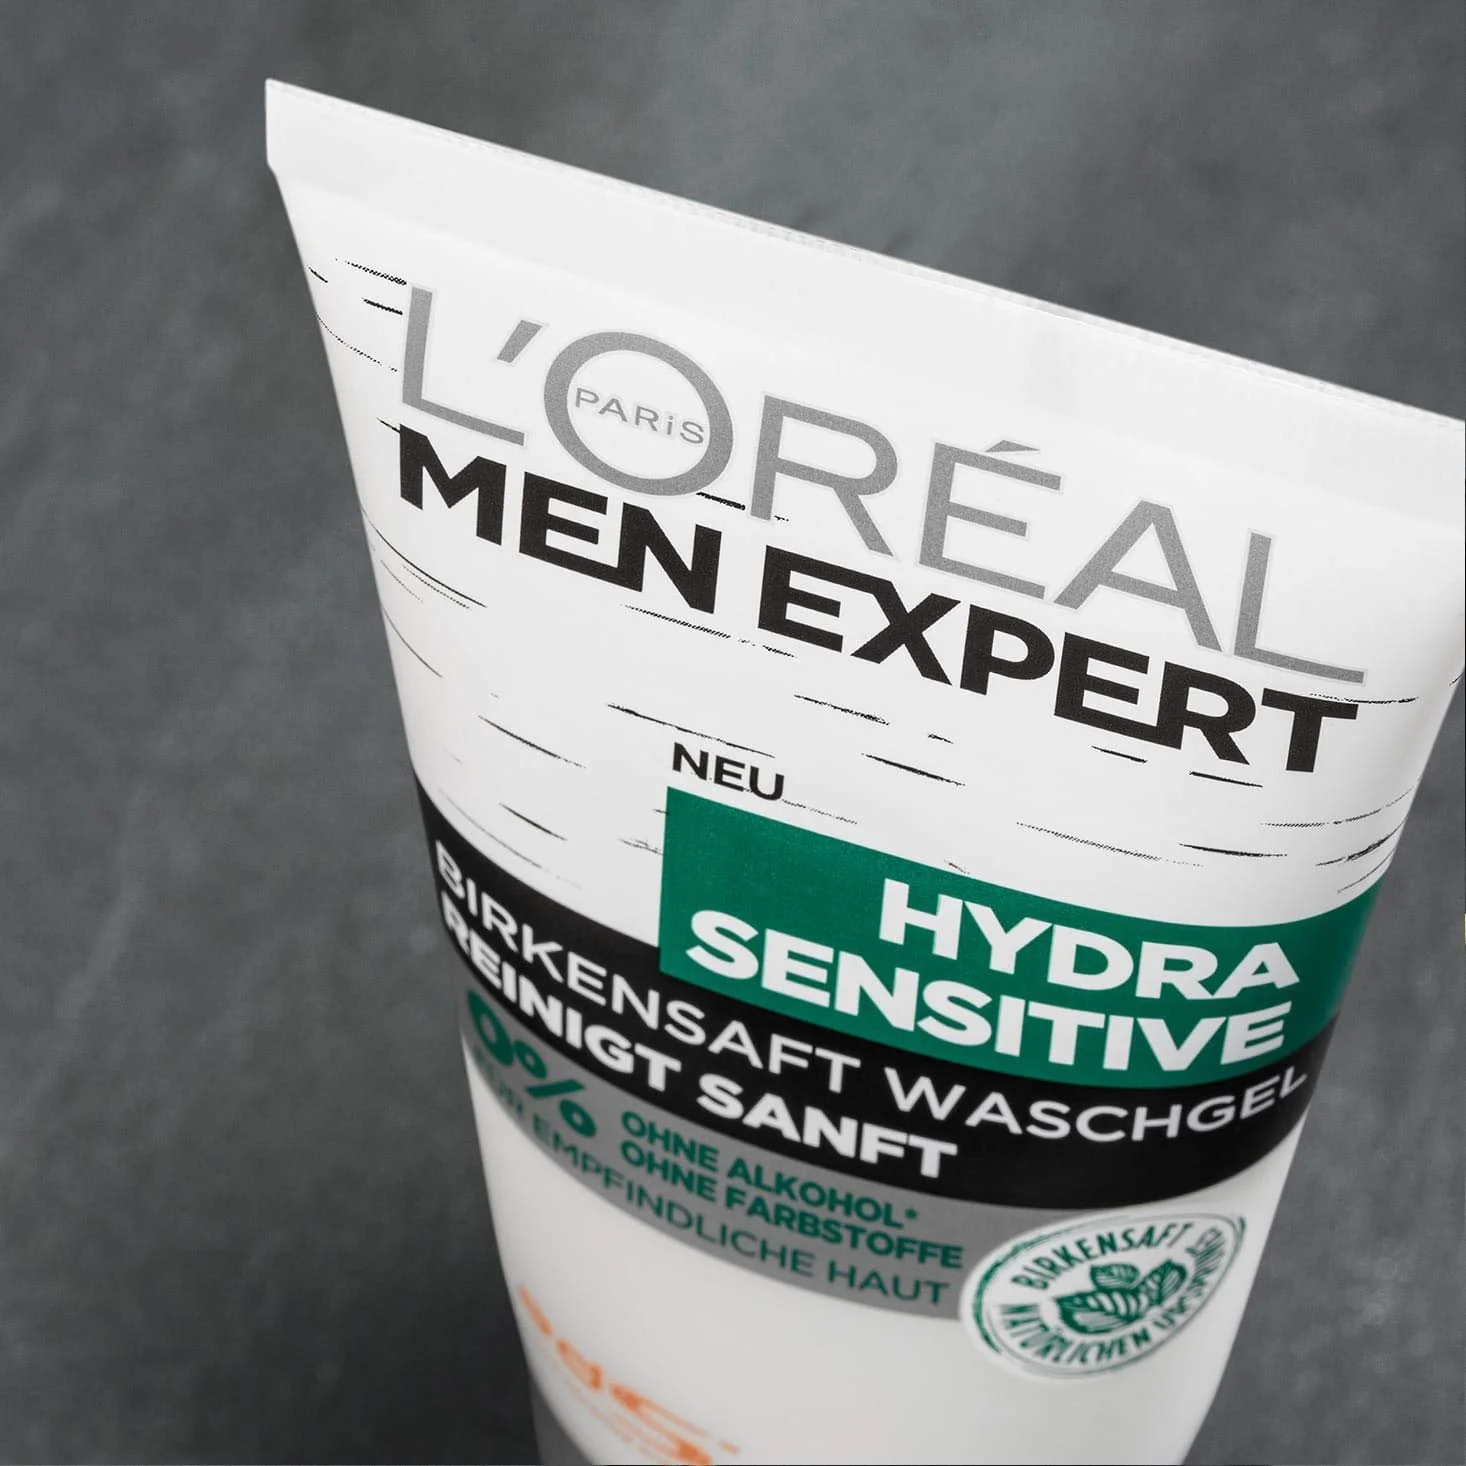 L'ORÉAL
PARiS
MEN EXPERT
NEU
HYDRA
SENSITIVE
BIRKENSAFT WASCHGEL
REINIGT SANFT
0%
OHNE ALKOHOL*
OHNE FARBSTOFFE
EMPFINDLICHE HAUT
BIRKENSAFT
NATÜRLICHEN URSPRUNGS